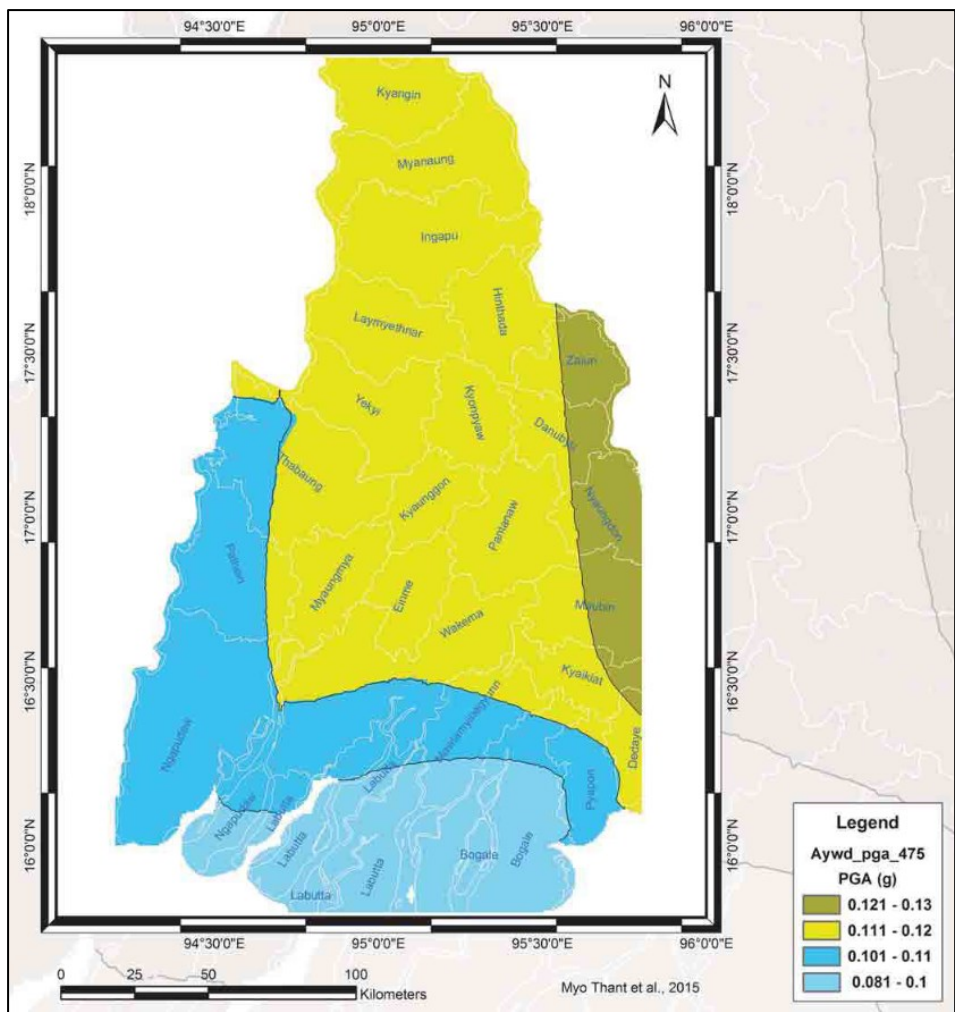 94°30'0"E 95°0'0"E 95°30'0"E 96°0'0"E
N
Kyangin
18°0'0"N
Myanaung
18°0'0"N
Ingapu
Hinthada
Laymyethnar
17°30'0"N
Zalun
17°30'0"N
Yekyi
Kyonpyaw
Danubyu
Thabaung
Kyaunggon
Pantanaw
Nyaungdon
17°0'0"N
17°0'0"N
Pathien
Myaungmya
Einme
Wakema
Maubin
16°30'0"N
Kyaiklat
16°30'0"N
Ngapudaw
Dedaye
Labutta
Pyapon
Ngapudaw
Labutta
16°0'0"N
Labutta
Labutta
Bogale
Bogale
16°0'0"N
Labutta
94°30'0"E 95°0'0"E 95°30'0"E 96°0'0"E
Legend
Aywd_pga_475
PGA (g)
0.121 - 0.13
0.111 - 0.12
0.101 - 0.11
0.081 - 0.1
0 25 50 100
Kilometers
Myo Thant et al., 2015